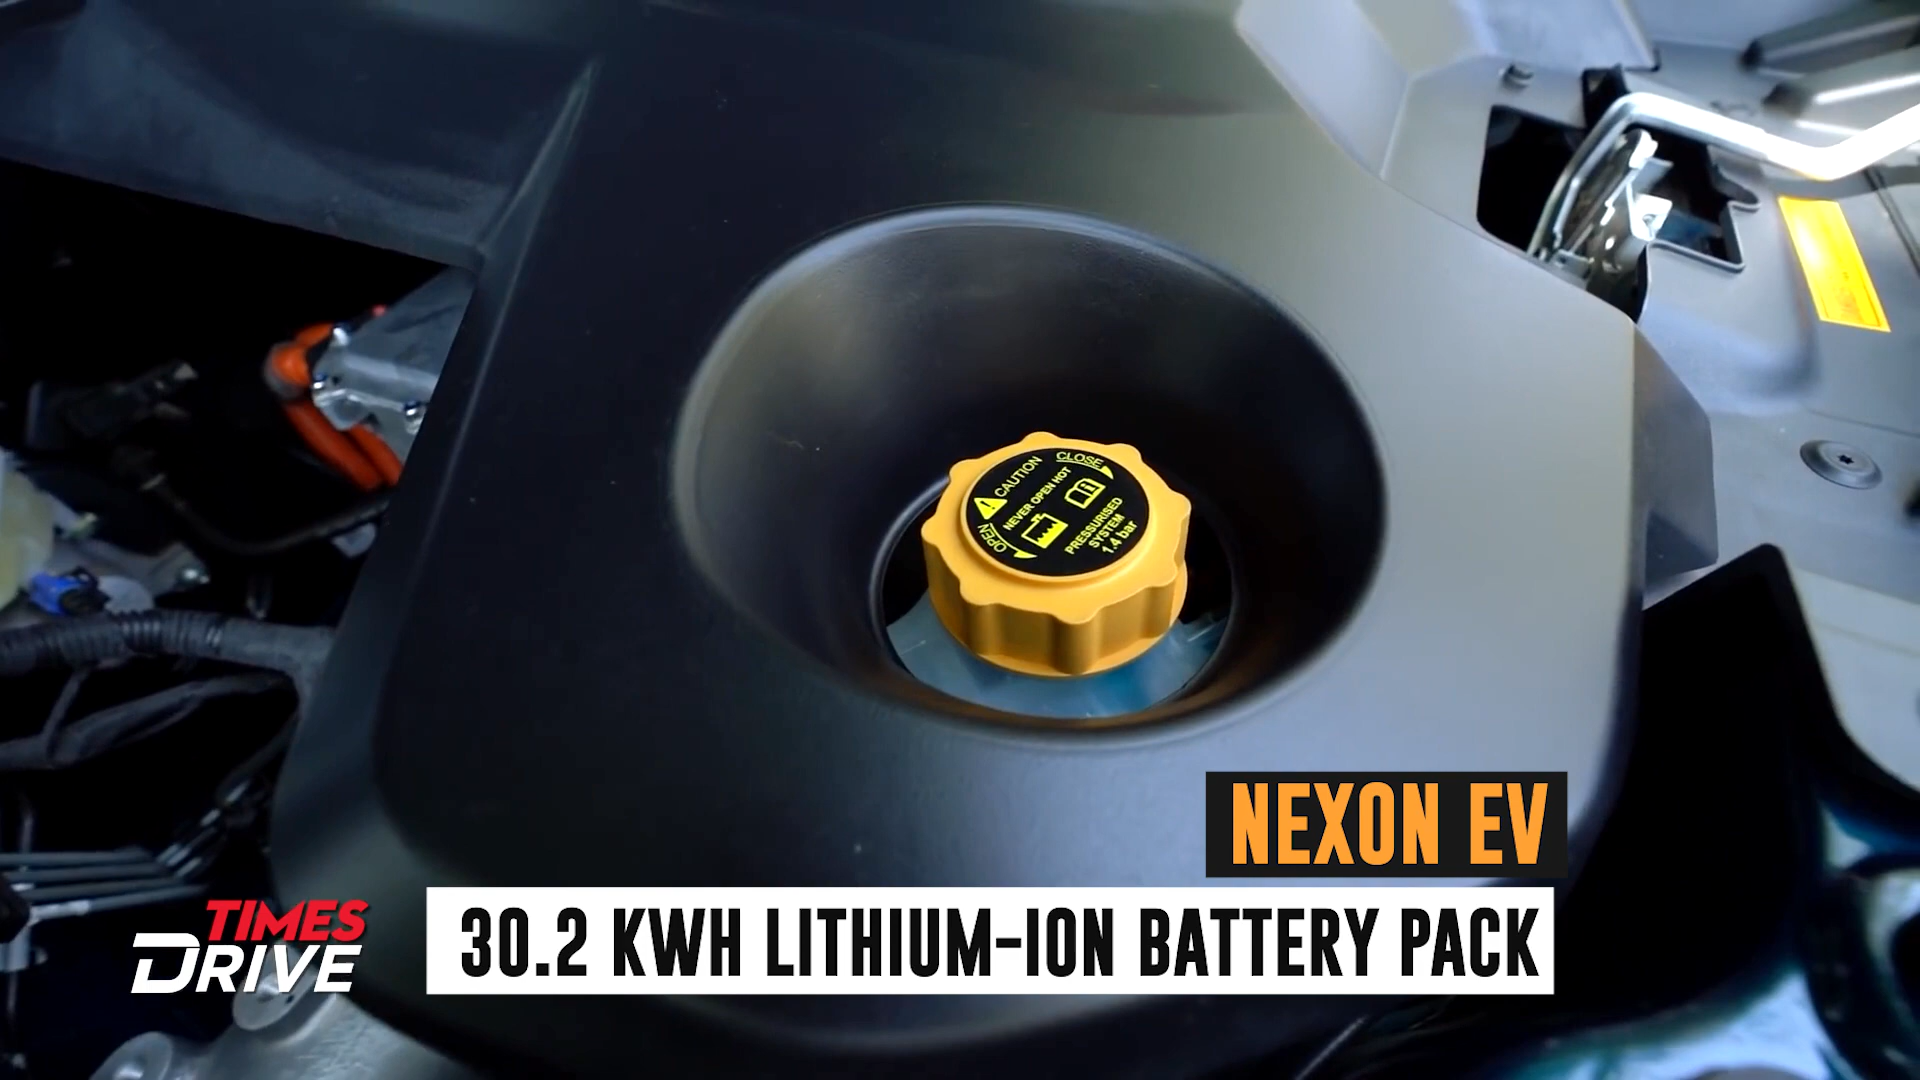 CAUTION
CLOSE
NEVER OPEN HOT
OPEN
PRESSURISED
SYSTEM
1.4 bar
NEXON EV
TIMES
DRIVE
30.2 KWH LITHIUM-ION BATTERY PACK